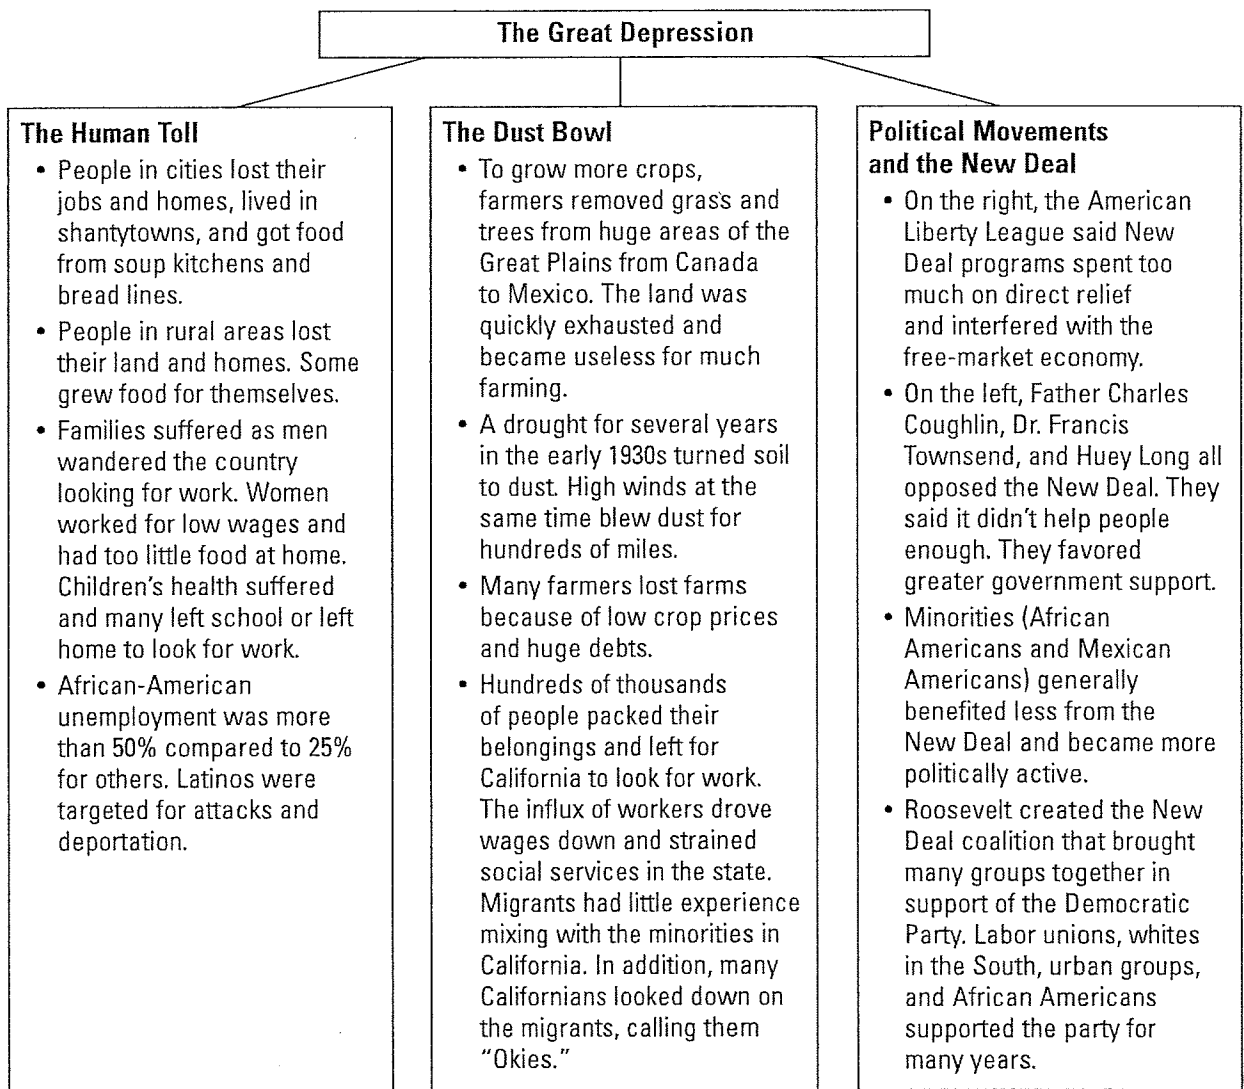 The Great Depression
The Human Toll
• People in cities lost their
jobs and homes, lived in
shantytowns, and got food
from soup kitchens and
bread lines.
• People in rural areas lost
their land and homes. Some
grew food for themselves.
• Families suffered as men
wandered the country
looking for work. Women
worked for low wages and
had too little food at home.
Children's health suffered
and many left school or left
home to look for work.
• African-American
unemployment was more
than 50% compared to 25%
for others. Latinos were
targeted for attacks and
deportation.
The Dust Bowl
• To grow more crops,
farmers removed grass and
trees from huge areas of the
Great Plains from Canada
to Mexico. The land was
quickly exhausted and
became useless for much
farming.
• A drought for several years
in the early 1930s turned soil
to dust. High winds at the
same time blew dust for
hundreds of miles.
• Many farmers lost farms
because of low crop prices
and huge debts.
• Hundreds of thousands
of people packed their
belongings and left for
California to look for work.
The influx of workers drove
wages down and strained
social services in the state.
Migrants had little experience
mixing with the minorities in
California. In addition, many
Californians looked down on
the migrants, calling them
"Okies."
Political Movements
and the New Deal
• On the right, the American
Liberty League said New
Deal programs spent too
much on direct relief
and interfered with the
free-market economy.
• On the left, Father Charles
Coughlin, Dr. Francis
Townsend, and Huey Long all
opposed the New Deal. They
said it didn't help people
enough. They favored
greater government support.
• Minorities (African
Americans and Mexican
Americans) generally
benefited less from the
New Deal and became more
politically active.
• Roosevelt created the New
Deal coalition that brought
many groups together in
support of the Democratic
Party. Labor unions, whites
in the South, urban groups,
and African Americans
supported the party for
many years.